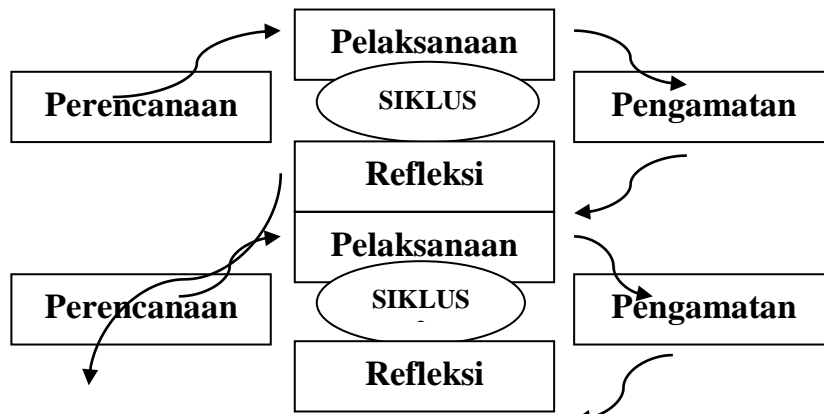 Pelaksanaan
Perencanaan
SIKLUS
Pengamatan
Refleksi
Pelaksanaan
Perencanaan
SIKLUS
Pengamatan
Refleksi